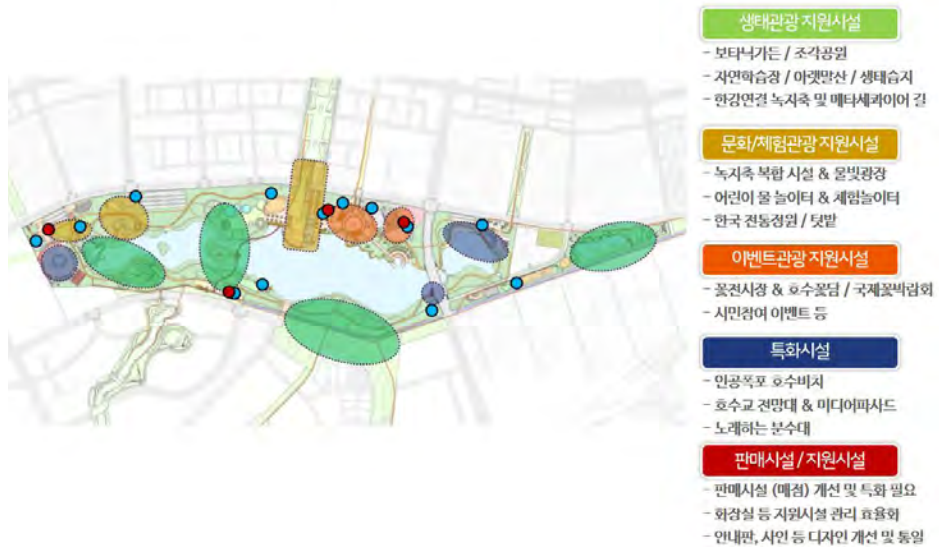 생태관광 지원시설
- 보타닉가든 / 조각공원
- 자연학습장 / 아랫말산 / 생태습지
- 한강연결 녹지축 및 메타세콰이어 길
문화/체험관광 지원시설
- 녹지축 복합 시설 & 물빛광장
- 어린이 물 놀이터 & 체험놀이터
- 한국 전통정원 / 텃밭
이벤트관광 지원시설
- 꽃전시장 & 호수꽃담 / 국제꽃박람회
- 시민참여 이벤트 등
특화시설
- 인공폭포 호수비치
- 호수교 전망대 & 미디어파사드
- 노래하는 분수대
판매시설 / 지원시설
- 판매시설 (매점) 개선 및 특화 필요
- 화장실 등 지원시설 관리 효율화
- 안내판, 사인 등 디자인 개선 및 통일